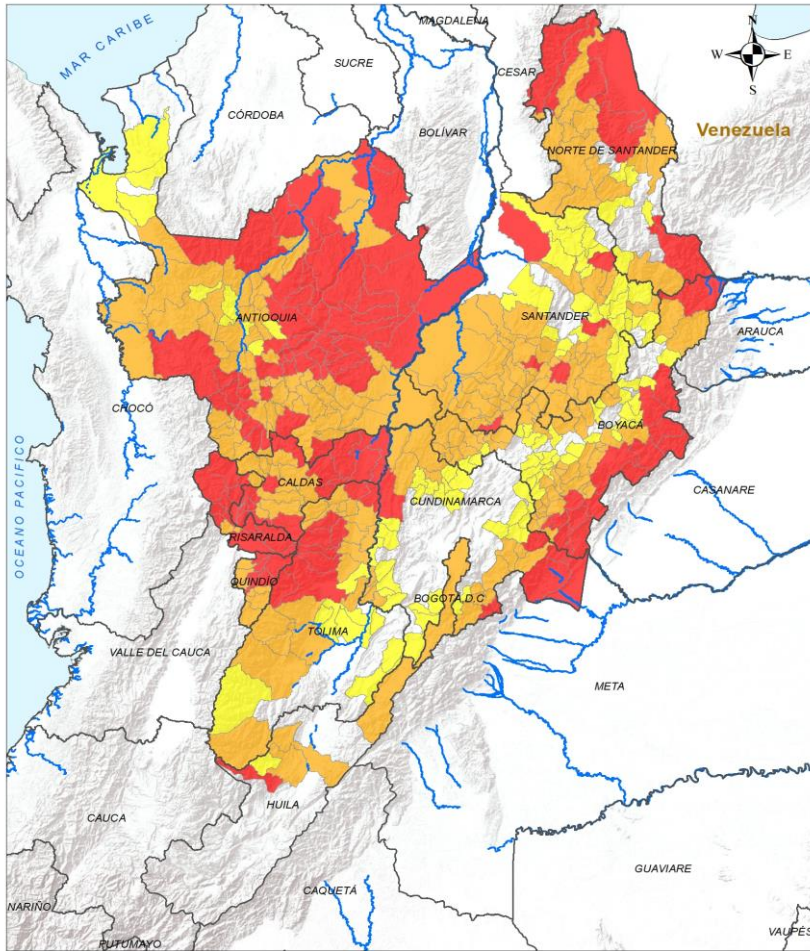 MAGDALENA
N
W
E
S
MAR CARIBE
SUCRE
CESAR
CÓRDOBA
BOLÍVAR
Venezuela
NORTE DE SANTANDER
ANTIOQUIA
SANTANDER
ARAUCA
CHOCÓ
BOYACÁ
OCEANO PACIFICO
CALDAS
CUNDINAMARCA
CASANARE
RISARALDA
QUINDÍO
BOGOTÁ, D.C
TOLIMA
VALLE DEL CAUCA
META
HUILA
CAUCA
GUAVIARE
CAQUETÁ
NARIÑO
VAUPES
PUTUMAYO